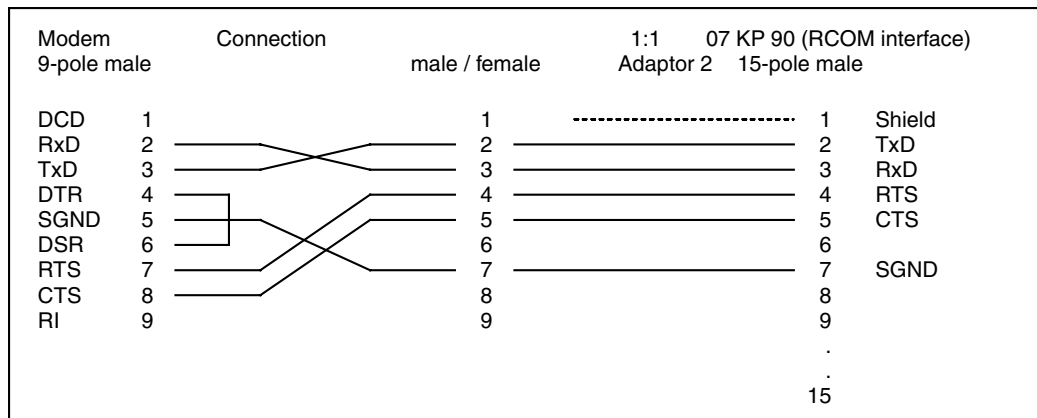 Modem Connection 1:1 07 KP 90 (RCOM interface)
9-pole male male / female Adaptor 2 15-pole male
DCD 1 1 1 Shield
RxD 2 2 2 TxD
TxD 3 3 3 RxD
DTR 4 4 4 RTS
SGND 5 5 5 CTS
DSR 6 6 6
RTS 7 7 7 SGND
CTS 8 8 8
RI 9 9 9
.
.
15